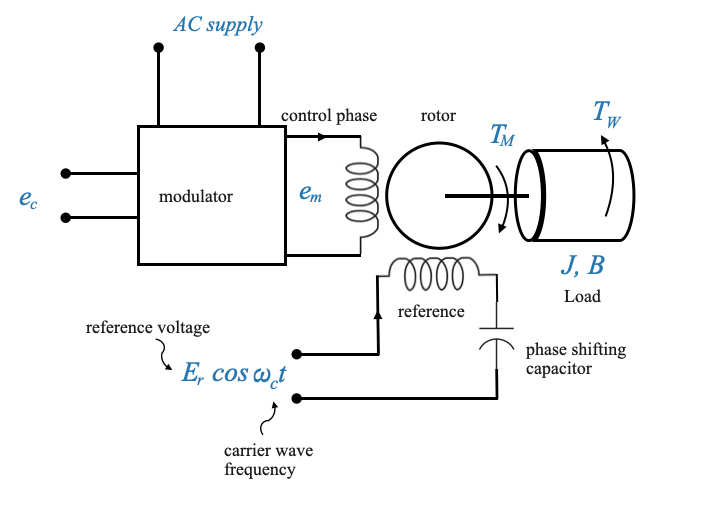 AC supply
control phase
rotor
T_M
T_W
e_c
modulator
e_m
J, B
Load
reference
reference voltage
E_r cos ω_c t
phase shifting
capacitor
carrier wave
frequency